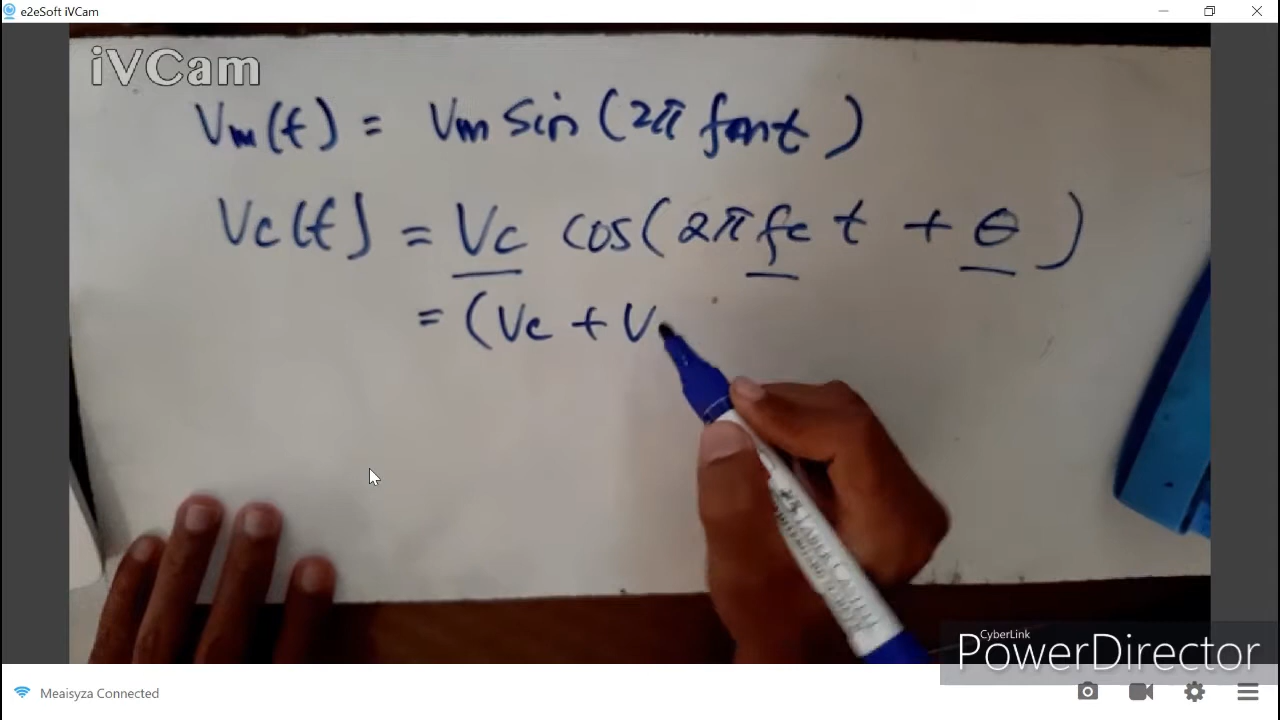 e2eSoft iVCam
iVCam
Vm(t) = Vm sin (2π fmt)
Vc(t) = Vc cos(2π fc t + θ)
= (Vc + V
CyberLink
PowerDirector
Meaisyza Connected